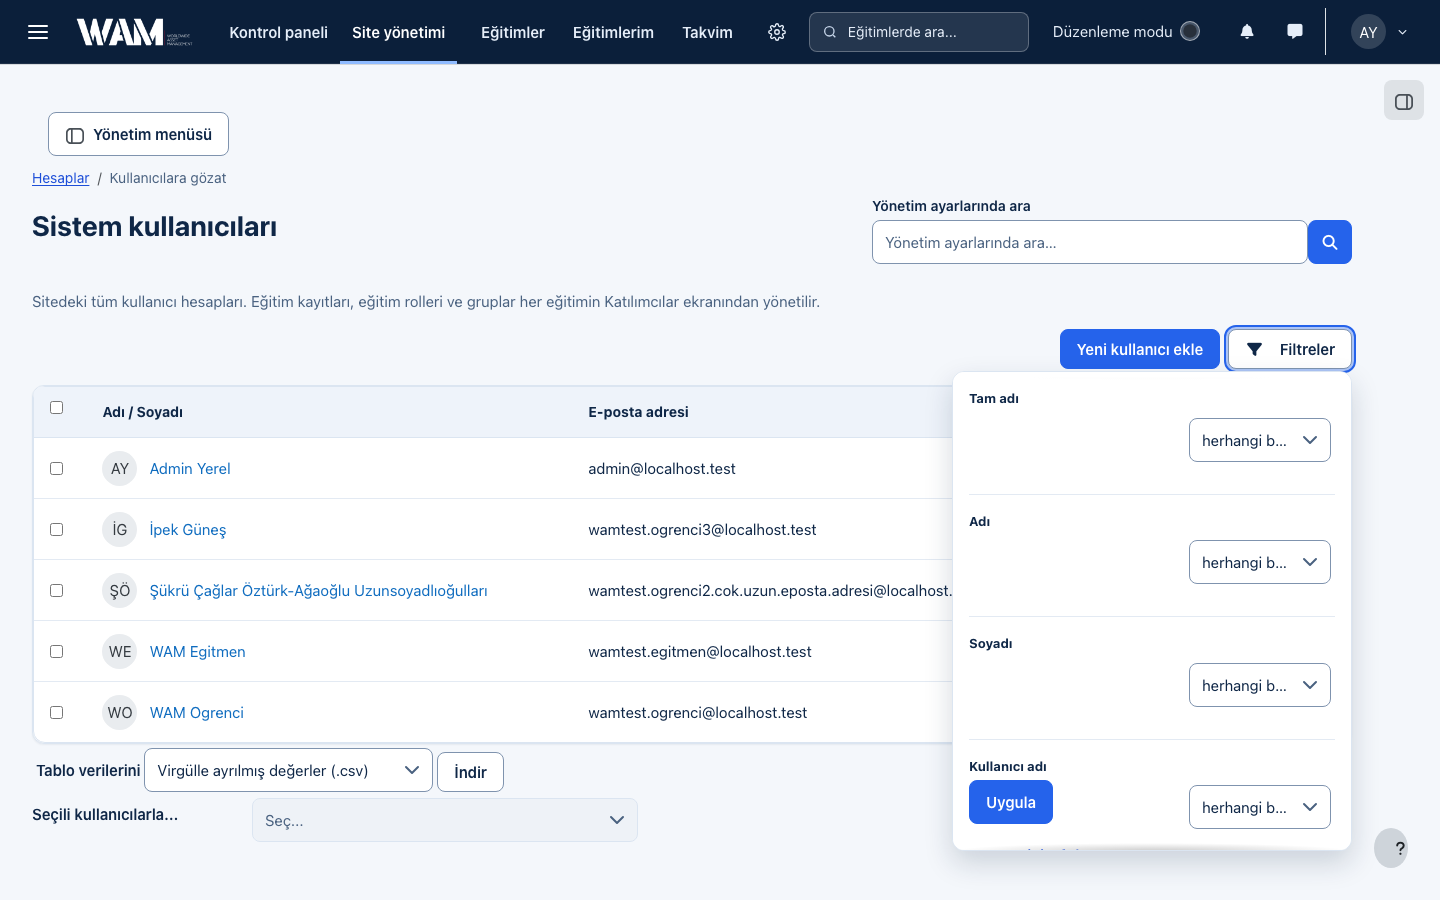 WAM
Kontrol paneli
Site yönetimi
Eğitimler
Eğitimlerim
Takvim
Eğitimlerde ara...
Düzenleme modu
AY
Yönetim menüsü
Hesaplar / Kullanıcılara gözat
Sistem kullanıcıları
Yönetim ayarlarında ara
Yönetim ayarlarında ara...
Sitedeki tüm kullanıcı hesapları. Eğitim kayıtları, eğitim rolleri ve gruplar her eğitimin Katılımcılar ekranından yönetilir.
Yeni kullanıcı ekle
Filtreler
Adı / Soyadı
E-posta adresi
AY Admin Yerel admin@localhost.test
İG İpek Güneş wamtest.ogrenci3@localhost.test
ŞÖ Şükrü Çağlar Öztürk-Ağaoğlu Uzunsoyadlıoğulları wamtest.ogrenci2.cok.uzun.eposta.adresi@localhost.
WE WAM Egitmen wamtest.egitmen@localhost.test
WO WAM Ogrenci wamtest.ogrenci@localhost.test
Tam adı
herhangi b...
Adı
herhangi b...
Soyadı
herhangi b...
Kullanıcı adı
Uygula
herhangi b...
Tablo verilerini
Virgülle ayrılmış değerler (.csv)
İndir
Seçili kullanıcılarla...
Seç...
?